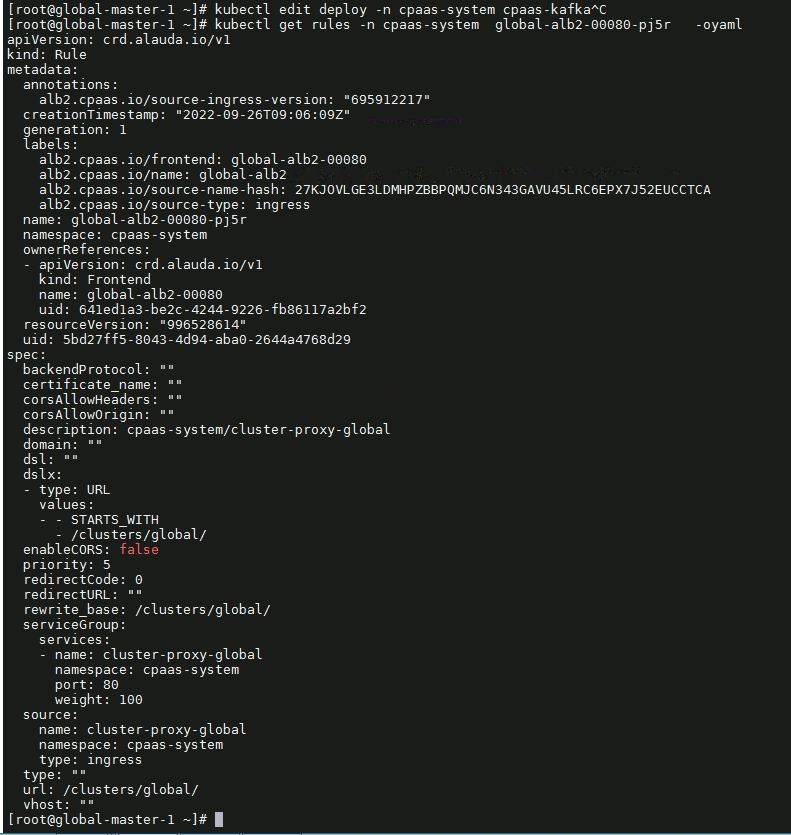 [root@global-master-1 ~]# kubectl edit deploy -n cpaas-system cpaas-kafka^C
[root@global-master-1 ~]# kubectl get rules -n cpaas-system  global-alb2-00080-pj5r   -oyaml
apiVersion: crd.alauda.io/v1
kind: Rule
metadata:
  annotations:
    alb2.cpaas.io/source-ingress-version: "695912217"
  creationTimestamp: "2022-09-26T09:06:09Z"
  generation: 1
  labels:
    alb2.cpaas.io/frontend: global-alb2-00080
    alb2.cpaas.io/name: global-alb2
    alb2.cpaas.io/source-name-hash: 27KJOVLGE3LDMHPZBBPQMJC6N343GAVU45LRC6EPX7J52EUCCTCA
    alb2.cpaas.io/source-type: ingress
  name: global-alb2-00080-pj5r
  namespace: cpaas-system
  ownerReferences:
  - apiVersion: crd.alauda.io/v1
    kind: Frontend
    name: global-alb2-00080
    uid: 641ed1a3-be2c-4244-9226-fb86117a2bf2
  resourceVersion: "996528614"
  uid: 5bd27ff5-8043-4d94-aba0-2644a4768d29
spec:
  backendProtocol: ""
  certificate_name: ""
  corsAllowHeaders: ""
  corsAllowOrigin: ""
  description: cpaas-system/cluster-proxy-global
  domain: ""
  dsl: ""
  dslx:
  - type: URL
    values:
    - - STARTS_WITH
      - /clusters/global/
  enableCORS: false
  priority: 5
  redirectCode: 0
  redirectURL: ""
  rewrite_base: /clusters/global/
  serviceGroup:
    services:
    - name: cluster-proxy-global
      namespace: cpaas-system
      port: 80
      weight: 100
  source:
    name: cluster-proxy-global
    namespace: cpaas-system
    type: ingress
  type: ""
  url: /clusters/global/
  vhost: ""
[root@global-master-1 ~]#